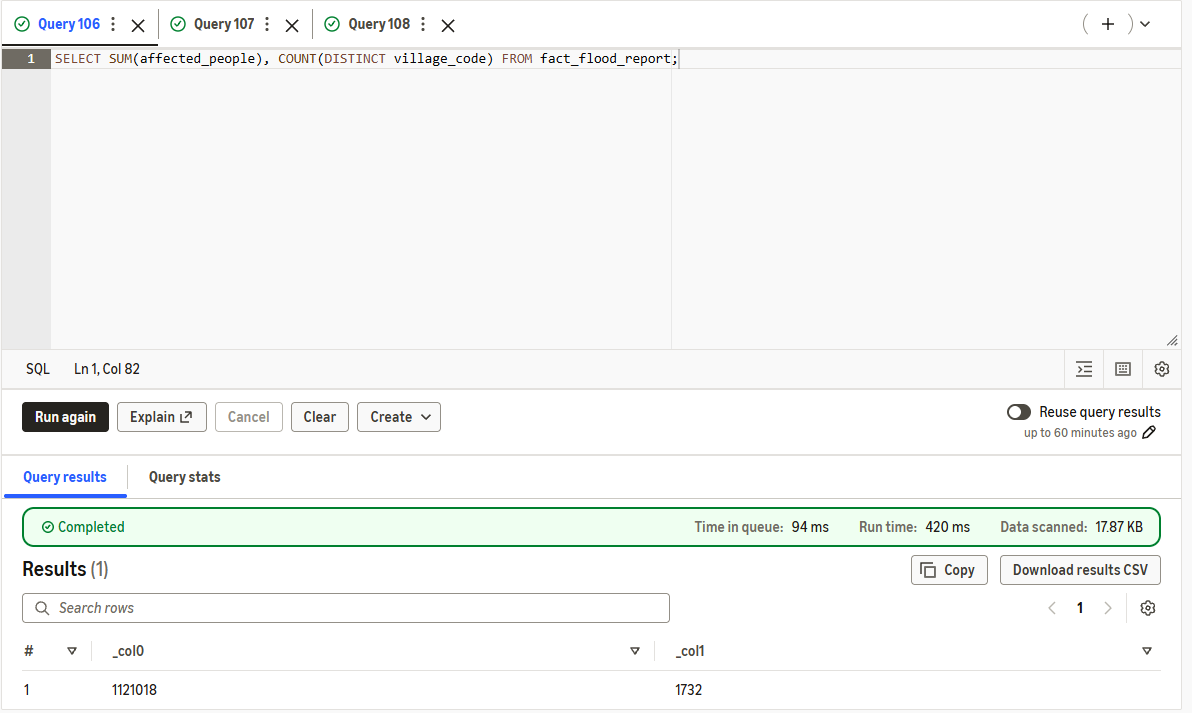 Query 106 Query 107 Query 108
1 SELECT SUM(affected_people), COUNT(DISTINCT village_code) FROM fact_flood_report;
SQL Ln 1, Col 82
Run again Explain Cancel Clear Create Reuse query results
up to 60 minutes ago
Query results Query stats
Completed Time in queue: 94 ms Run time: 420 ms Data scanned: 17.87 KB
Results (1) Copy Download results CSV
Search rows 1
# _col0 _col1
1 1121018 1732